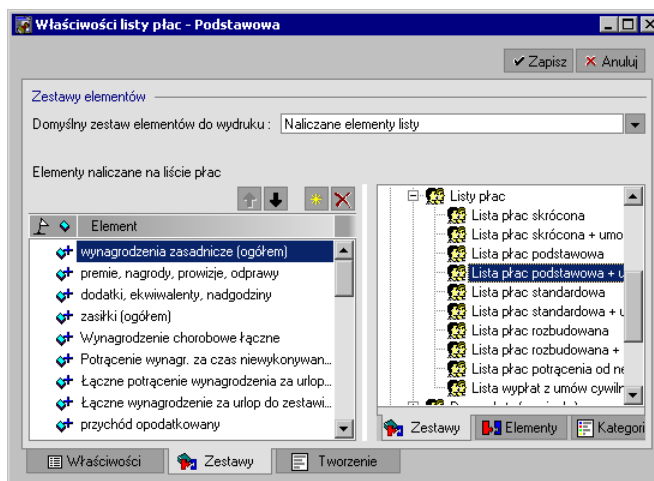 Właściwości listy płac - Podstawowa
Zapisz Anuluj
Zestawy elementów
Domyślny zestaw elementów do wydruku : Naliczane elementy listy
Elementy naliczane na liście płac
Element
wynagrodzenia zasadnicze (ogółem)
premie, nagrody, prowizje, odprawy
dodatki, ekwiwalenty, nadgodziny
zasiłki (ogółem)
Wynagrodzenie chorobowe łączne
Potrącenie wynagr. za czas niewykonywan...
Łączne potrącenie wynagrodzenia za urlop...
Łączne wynagrodzenie za urlop do zestawi...
przychód opodatkowany
Listy płac
Lista płac skrócona
Lista płac skrócona + umo
Lista płac podstawowa
Lista płac podstawowa + u
Lista płac standardowa
Lista płac standardowa + u
Lista płac rozbudowana
Lista płac rozbudowana +
Lista płac potrącenia od ne
Lista wypłat z umów cywilr
Zestawy Elementy Kategori
Właściwości Zestawy Tworzenie